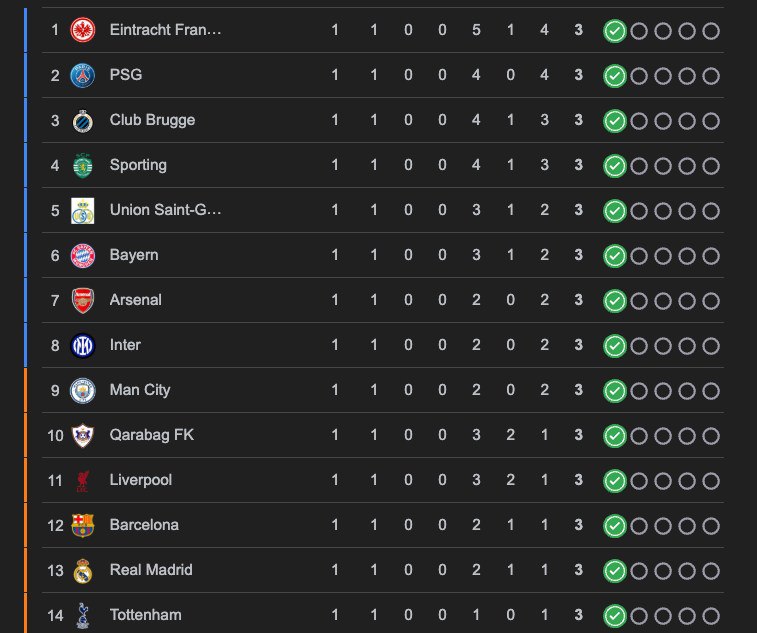 1 Eintracht Fran... 1 1 0 0 5 1 4 3
2 PSG 1 1 0 0 4 0 4 3
3 Club Brugge 1 1 0 0 4 1 3 3
4 Sporting 1 1 0 0 4 1 3 3
5 Union Saint-G... 1 1 0 0 3 1 2 3
6 Bayern 1 1 0 0 3 1 2 3
7 Arsenal 1 1 0 0 2 0 2 3
8 Inter 1 1 0 0 2 0 2 3
9 Man City 1 1 0 0 2 0 2 3
10 Qarabag FK 1 1 0 0 3 2 1 3
11 Liverpool 1 1 0 0 3 2 1 3
12 Barcelona 1 1 0 0 2 1 1 3
13 Real Madrid 1 1 0 0 2 1 1 3
14 Tottenham 1 1 0 0 1 0 1 3